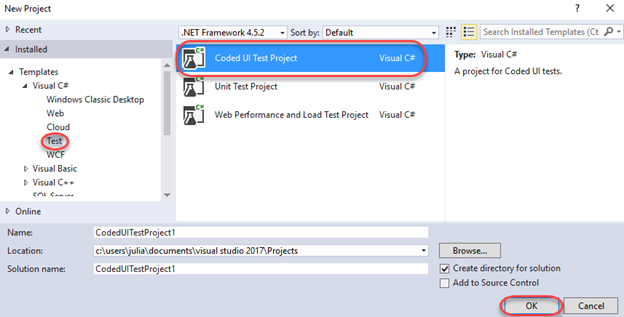 New Project
Recent
.NET Framework 4.5.2 Sort by: Default
Search Installed Templates (Ct
Installed
Templates
Visual C#
Windows Classic Desktop
Web
Cloud
Test
WCF
Visual Basic
Visual C++
SQL Server
Online
C#
Coded UI Test Project Visual C#
C#
Unit Test Project Visual C#
C#
Web Performance and Load Test Project Visual C#
Type: Visual C#
A project for Coded UI tests.
Name: CodedUITestProject1
Location: c:\users\julia\documents\visual studio 2017\Projects
Browse...
Solution name: CodedUITestProject1
Create directory for solution
Add to Source Control
OK Cancel